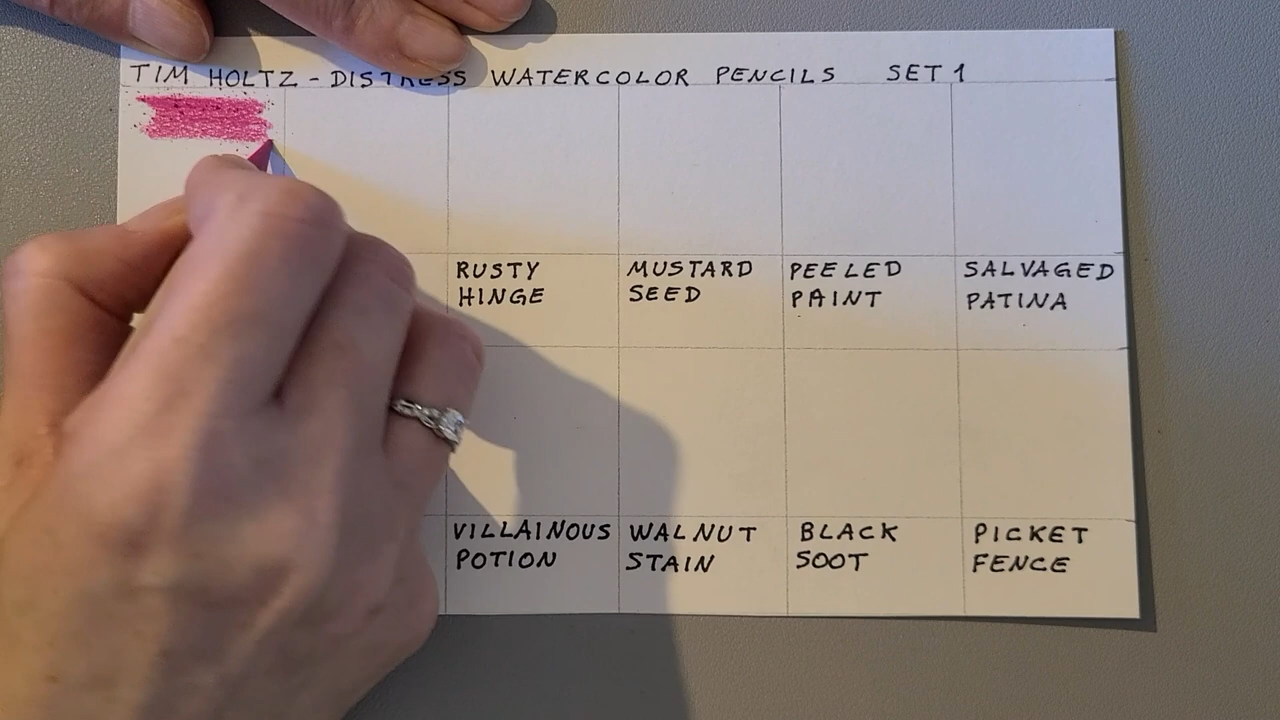 TIM HOLTZ - DISTRESS WATERCOLOR PENCILS SET 1
RUSTY HINGE
MUSTARD SEED
PEELED PAINT
SALVAGED PATINA
VILLAINOUS POTION
WALNUT STAIN
BLACK SOOT
PICKET FENCE